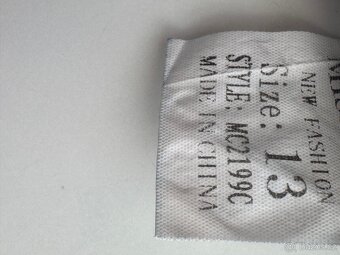 NEW FASHION
Size: 13
STYLE: MC2199C
MADE IN CHINA